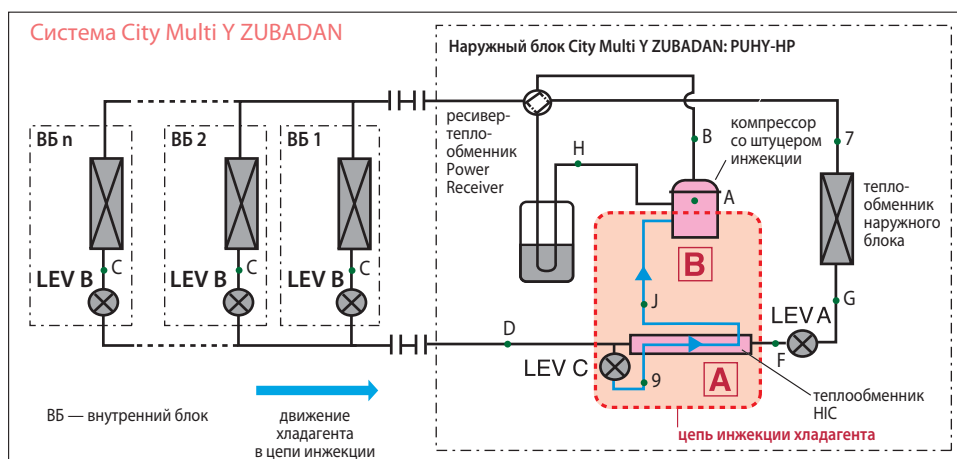 Система City Multi Y ZUBADAN
Наружный блок City Multi Y ZUBADAN: PUHY-HP
ВБ n
ВБ 2
ВБ 1
ресивер-
тепло-
обменник
Power
Receiver
компрессор
со штуцером
инжекции
B
7
H
A
тепло-
обменник
наружного
блока
C
C
C
LEV B
LEV B
LEV B
B
J
G
LEV A
D
F
LEV C
9
A
теплообменник
HIC
ВБ — внутренний блок
движение
хладагента
в цепи инжекции
цепь инжекции хладагента